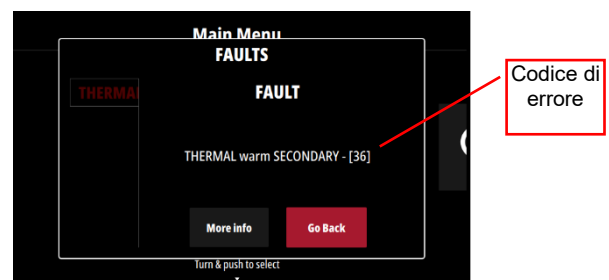 Main Menu
FAULTS
THERMAL
FAULT
THERMAL warm SECONDARY - [36]
More info
Go Back
Turn & push to select
Codice di
errore